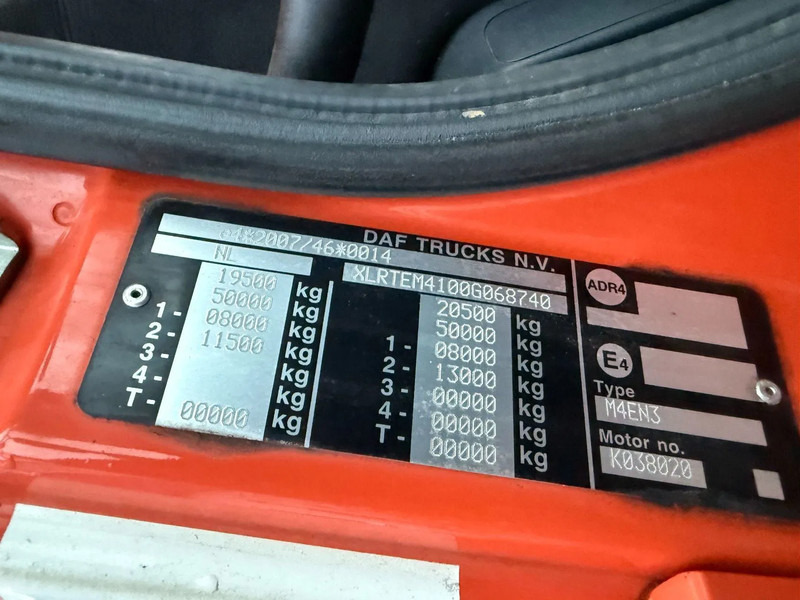 DAF TRUCKS N.V.
e4*2007/46*0014
NL XLRTEM4100G068740
19500 kg
50000 kg
1- 08000 kg
2- 11500 kg
3- kg
4- kg
T- 00000 kg
20500 kg
50000 kg
1- 08000 kg
2- 13000 kg
3- 00000 kg
4- 00000 kg
T- 00000 kg
ADR4
E4
Type
M4EN3
Motor no.
K038020